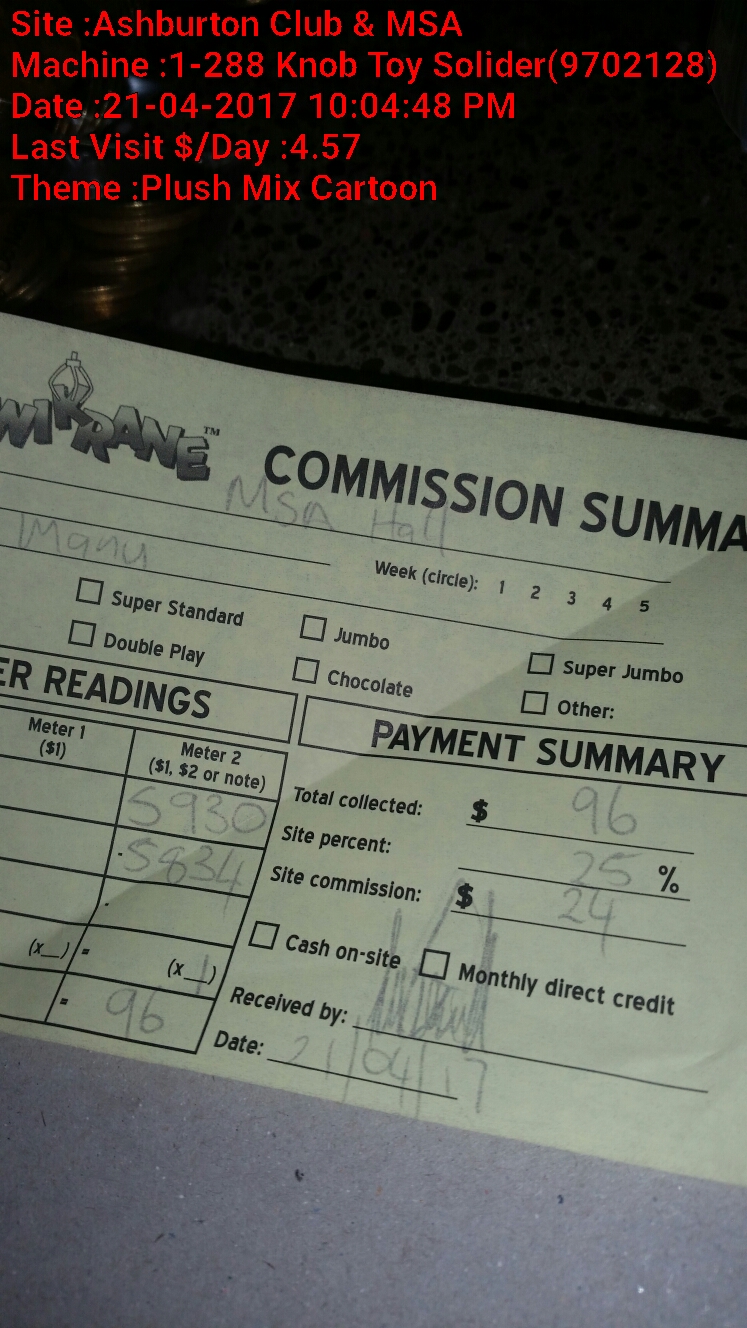 Site :Ashburton Club & MSA
Machine :1-288 Knob Toy Solider(9702128)
Date :21-04-2017 10:04:48 PM
Last Visit $/Day :4.57
Theme :Plush Mix Cartoon
WIKRANE™ COMMISSION SUMMA
MSA Hall
Manu
Week (circle): 1 2 3 4 5
Super Standard Jumbo Super Jumbo
Double Play Chocolate Other:
ER READINGS
PAYMENT SUMMARY
Meter 1 ($1)
Meter 2 ($1, $2 or note)
5930
-5834
(x__) = (x 1)
= 96
Total collected: $ 96
Site percent: 25 %
Site commission: $ 24
Cash on-site Monthly direct credit
Received by:
Date: 21/04/17